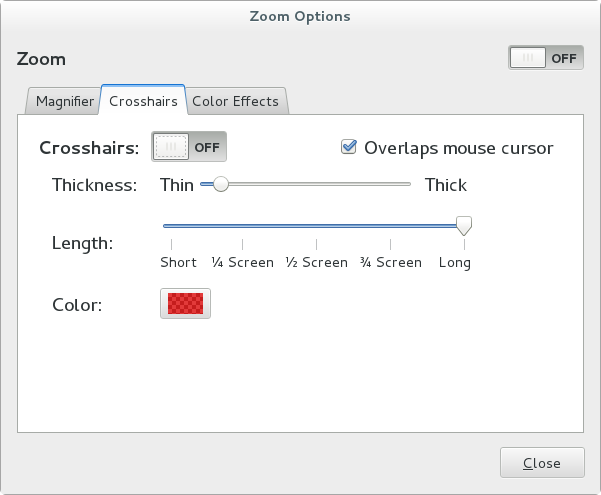 Zoom Options
Zoom OFF
Magnifier Crosshairs Color Effects
Crosshairs: OFF Overlaps mouse cursor
Thickness: Thin Thick
Length:
Short ¼ Screen ½ Screen ¾ Screen Long
Color:
Close